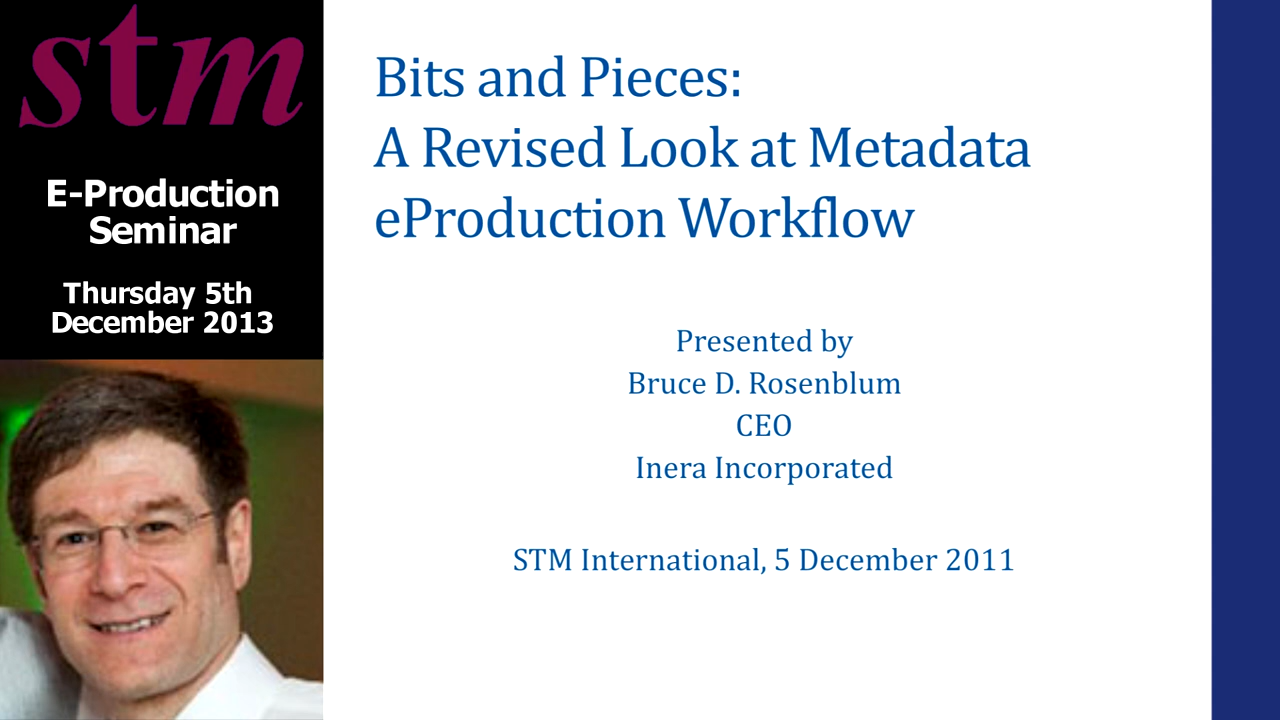 stm
E-Production
Seminar
Thursday 5th
December 2013
Bits and Pieces:
A Revised Look at Metadata
eProduction Workflow
Presented by
Bruce D. Rosenblum
CEO
Inera Incorporated
STM International, 5 December 2011